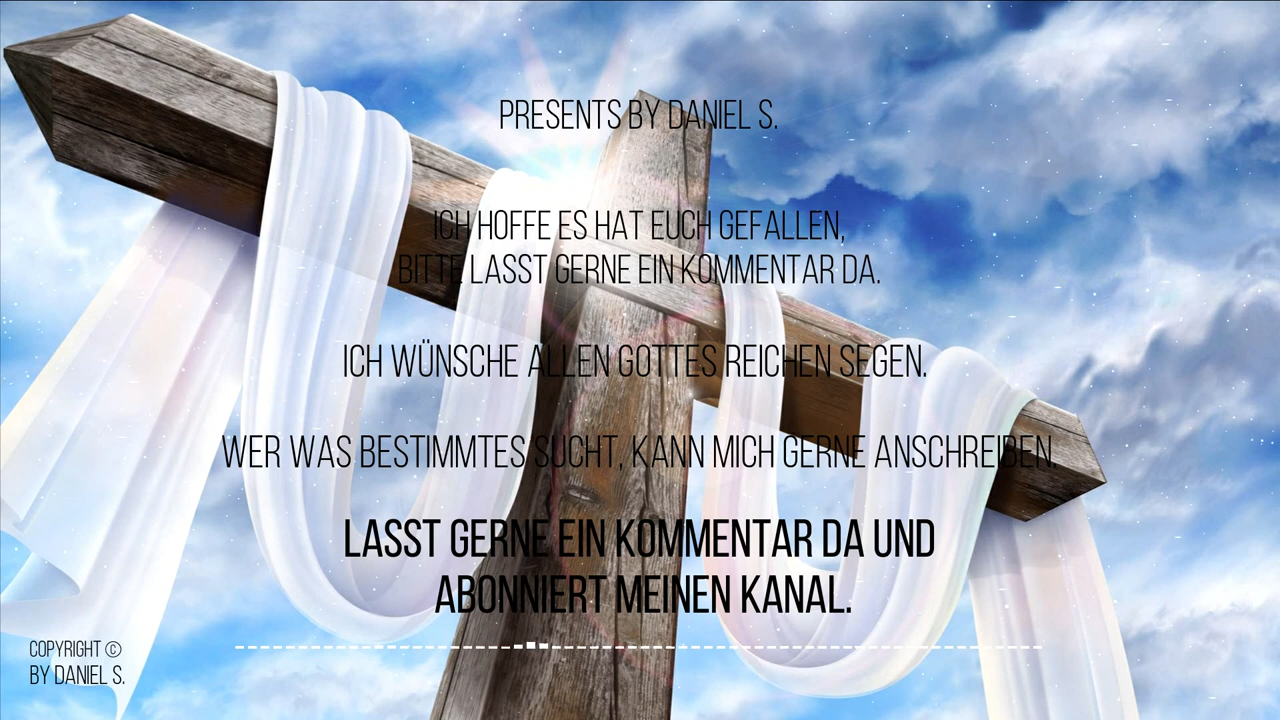 PRESENTS BY DANIEL S.
ICH HOFFE ES HAT EUCH GEFALLEN,
BITTE LASST GERNE EIN KOMMENTAR DA.
ICH WÜNSCHE ALLEN GOTTES REICHEN SEGEN.
WER WAS BESTIMMTES SUCHT, KANN MICH GERNE ANSCHREIBEN.
LASST GERNE EIN KOMMENTAR DA UND
ABONNIERT MEINEN KANAL.
COPYRIGHT ©
BY DANIEL S.